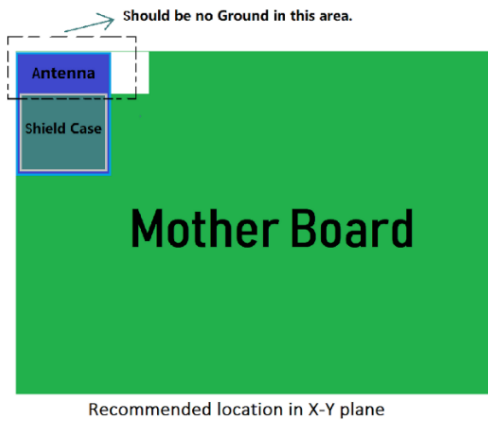 Should be no Ground in this area.
Antenna
Shield Case
Mother Board
Recommended location in X-Y plane